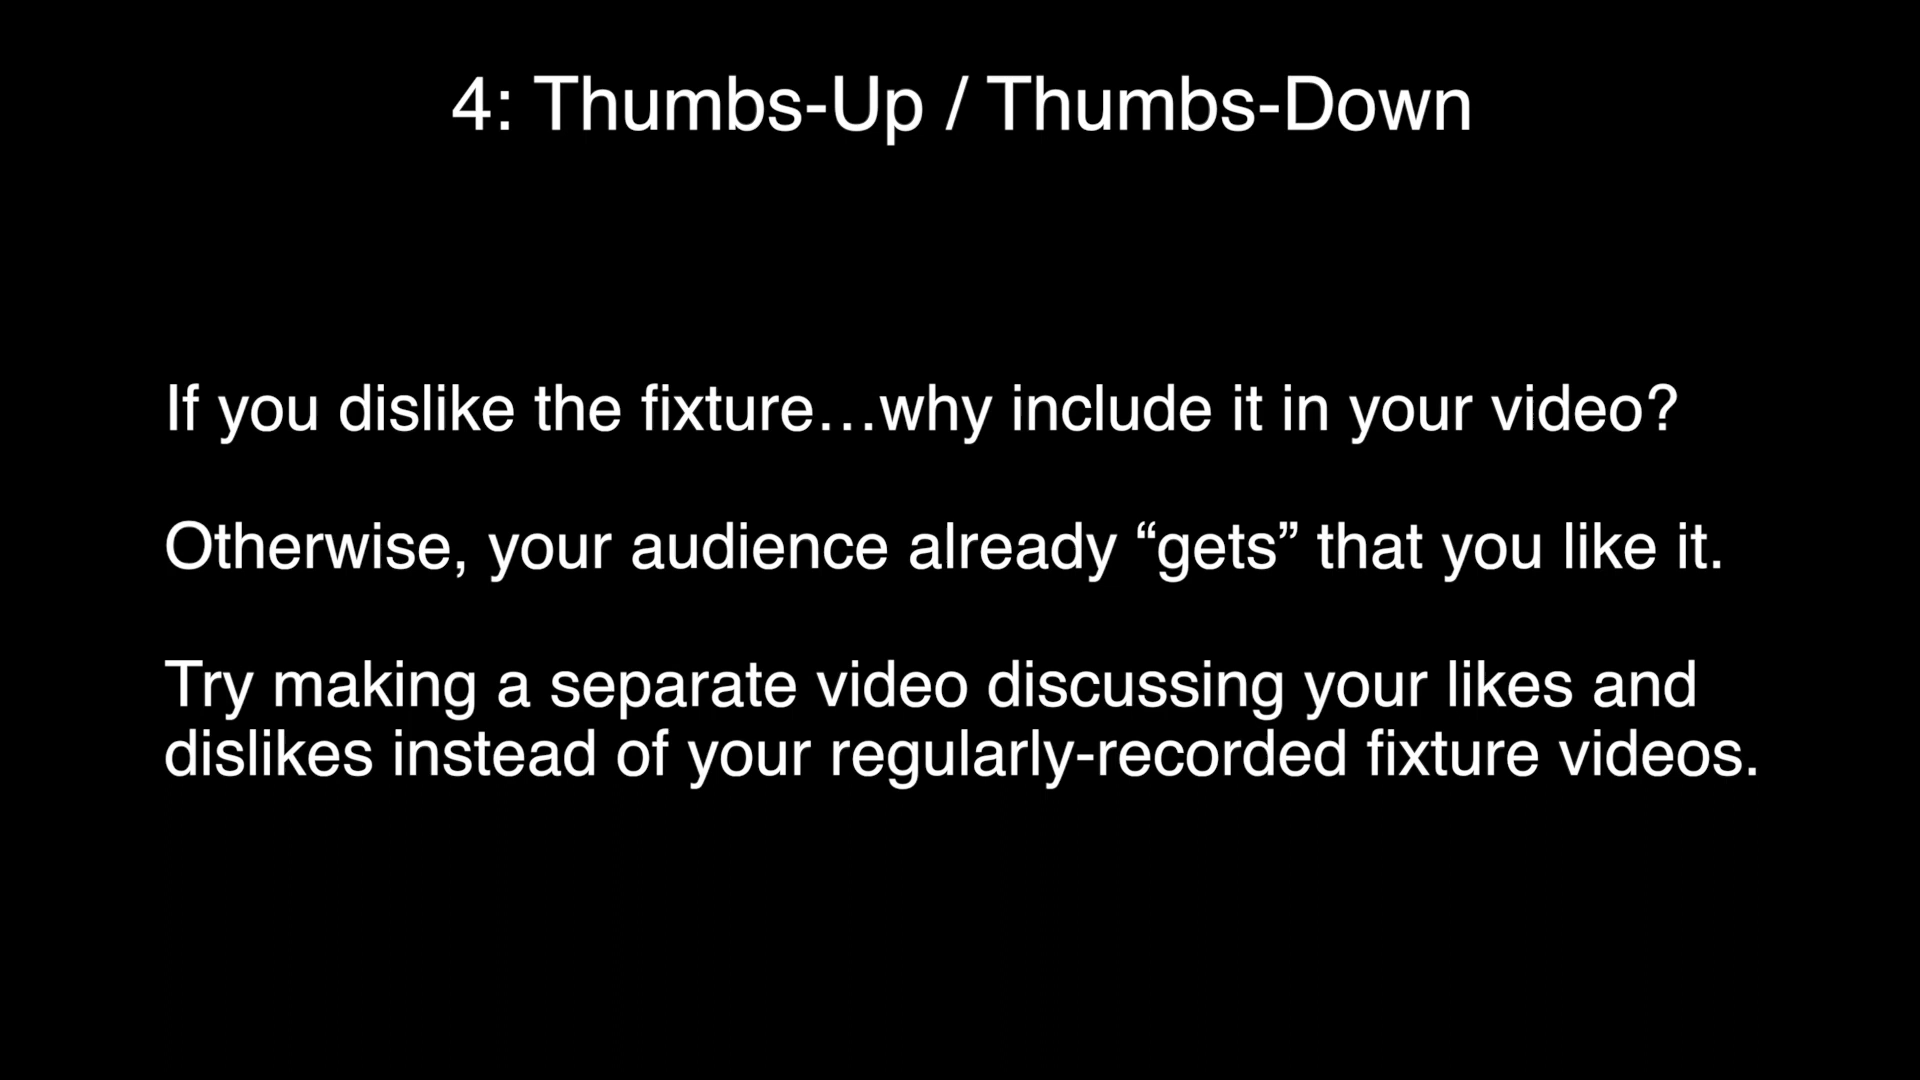 4: Thumbs-Up / Thumbs-Down
If you dislike the fixture…why include it in your video?
Otherwise, your audience already “gets” that you like it.
Try making a separate video discussing your likes and
dislikes instead of your regularly-recorded fixture videos.